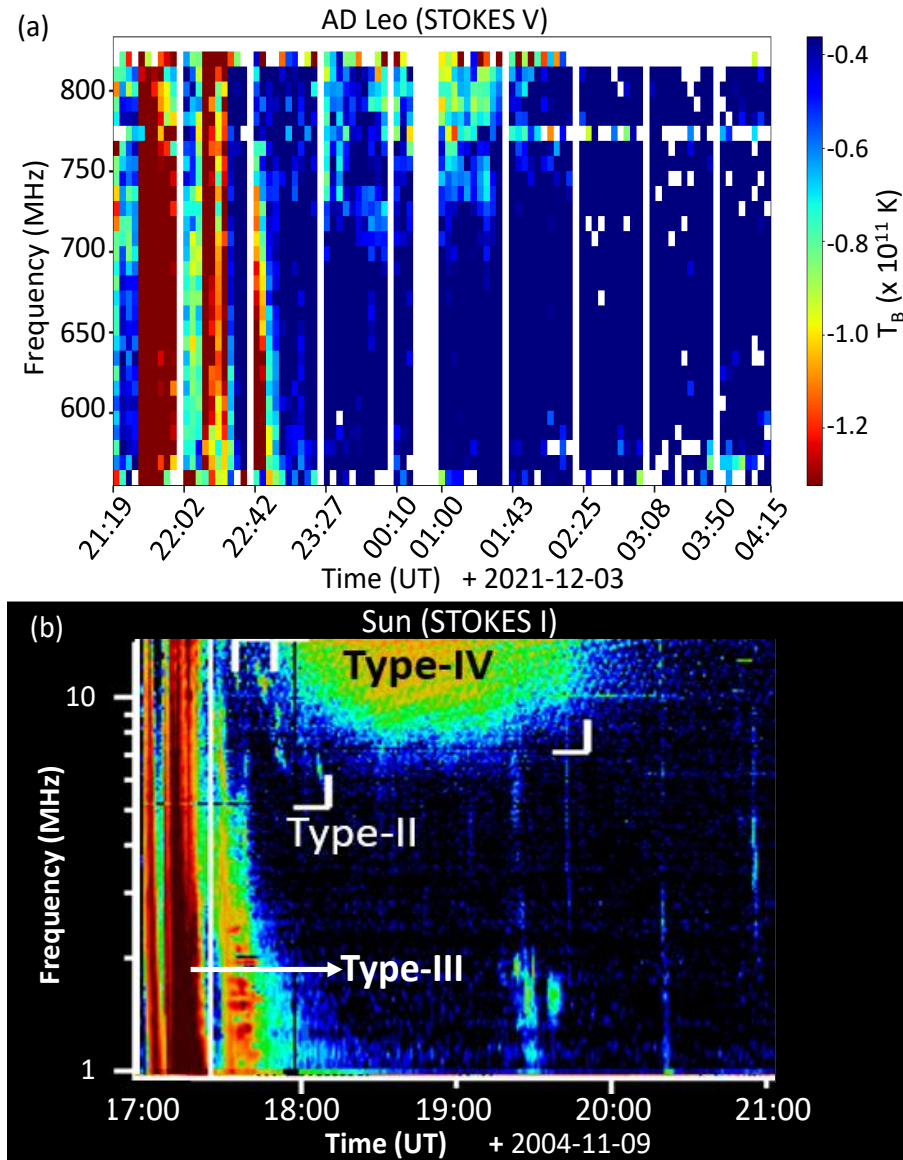 (a) AD Leo (STOKES V)
800
750
700
650
600
Frequency (MHz)
-0.4
-0.6
-0.8
-1.0
-1.2
T_B (x 10^11 K)
21:19 22:02 22:42 23:27 00:10 01:00 01:43 02:25 03:08 03:50 04:15
Time (UT) + 2021-12-03
(b) Sun (STOKES I)
Type-IV
10
Type-II
Frequency (MHz)
Type-III
1
17:00 18:00 19:00 20:00 21:00
Time (UT) + 2004-11-09